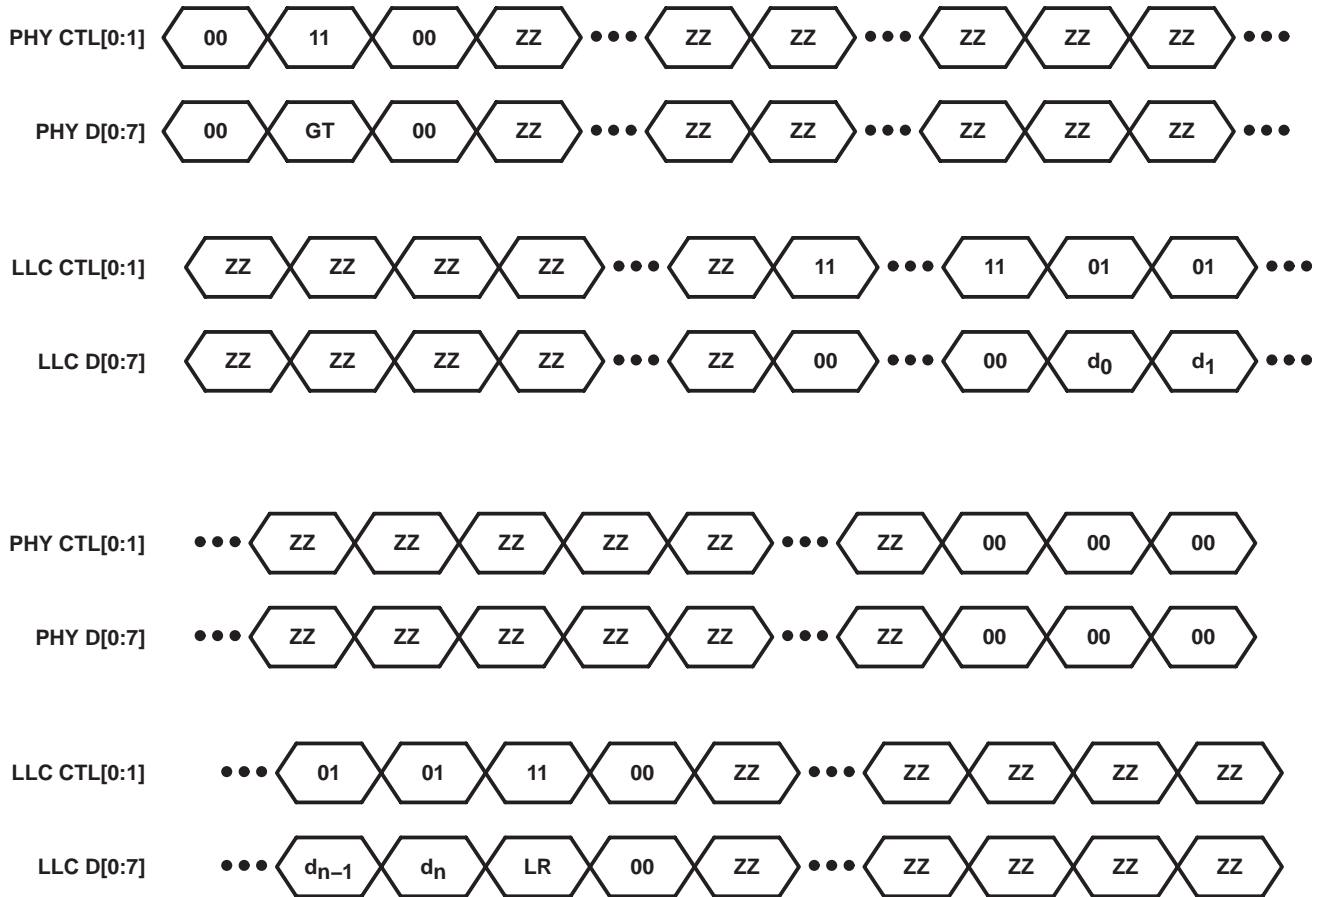 PHY CTL[0:1] 00 11 00 ZZ ••• ZZ ZZ ••• ZZ ZZ ZZ •••
PHY D[0:7] 00 GT 00 ZZ ••• ZZ ZZ ••• ZZ ZZ ZZ •••
LLC CTL[0:1] ZZ ZZ ZZ ZZ ••• ZZ 11 ••• 11 01 01 •••
LLC D[0:7] ZZ ZZ ZZ ZZ ••• ZZ 00 ••• 00 d0 d1 •••
PHY CTL[0:1] ••• ZZ ZZ ZZ ZZ ZZ ••• ZZ 00 00 00
PHY D[0:7] ••• ZZ ZZ ZZ ZZ ZZ ••• ZZ 00 00 00
LLC CTL[0:1] ••• 01 01 11 00 ZZ ••• ZZ ZZ ZZ ZZ
LLC D[0:7] ••• dn–1 dn LR 00 ZZ ••• ZZ ZZ ZZ ZZ